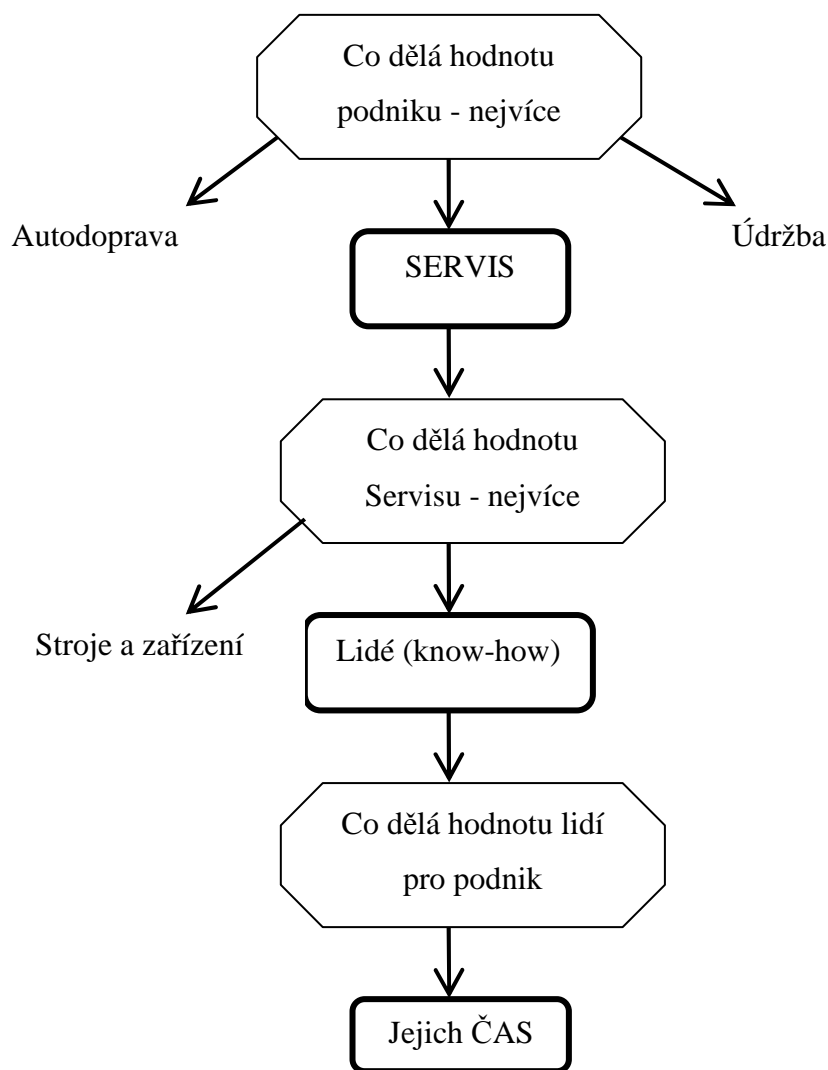 Co dělá hodnotu
podniku - nejvíce
Autodoprava
SERVIS
Údržba
Co dělá hodnotu
Servisu - nejvíce
Stroje a zařízení
Lidé (know-how)
Co dělá hodnotu lidí
pro podnik
Jejich ČAS